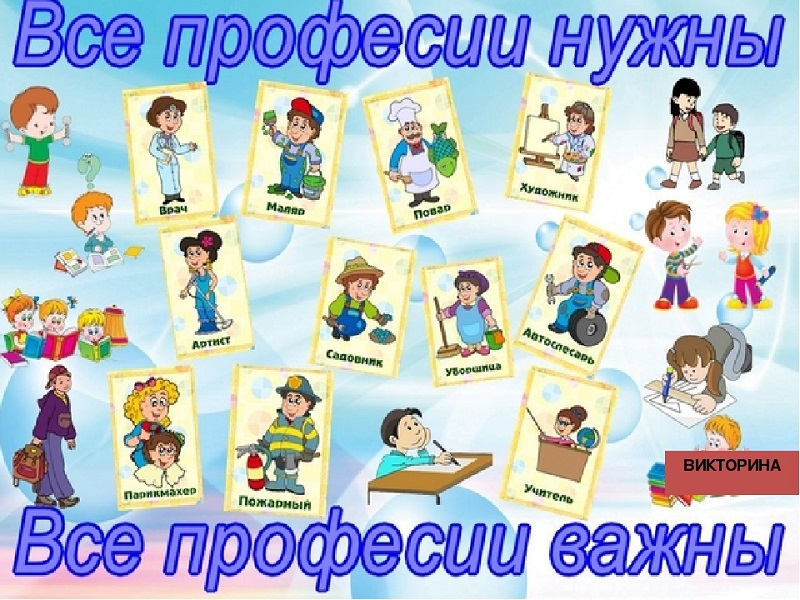 Все професии нужны
Врач
Маляр
Повар
Художник
Артист
Садовник
Уборщица
Автослесарь
Парикмахер
Пожарный
Учитель
ВИКТОРИНА
Все професии важны